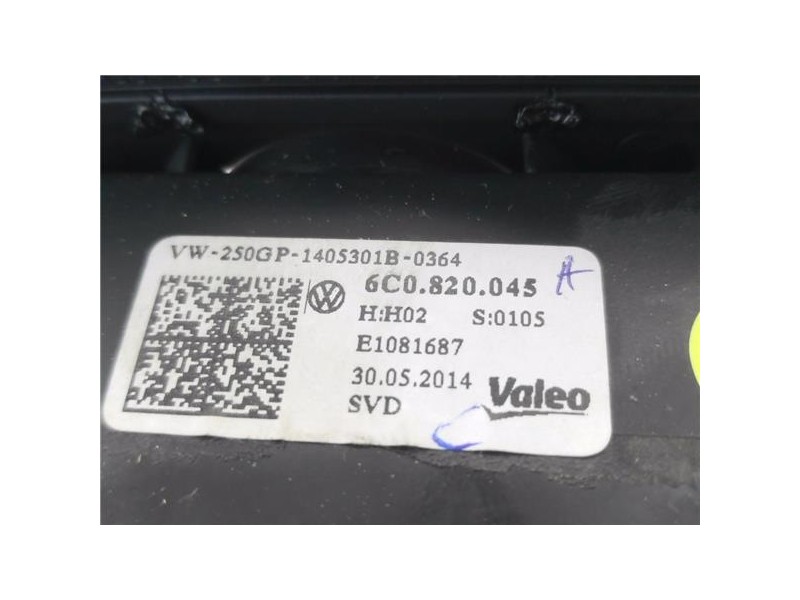 VW-250GP-1405301B-0364
6C0.820.045 A
H:H02 S:0105
E1081687
30.05.2014
SVD
Valeo